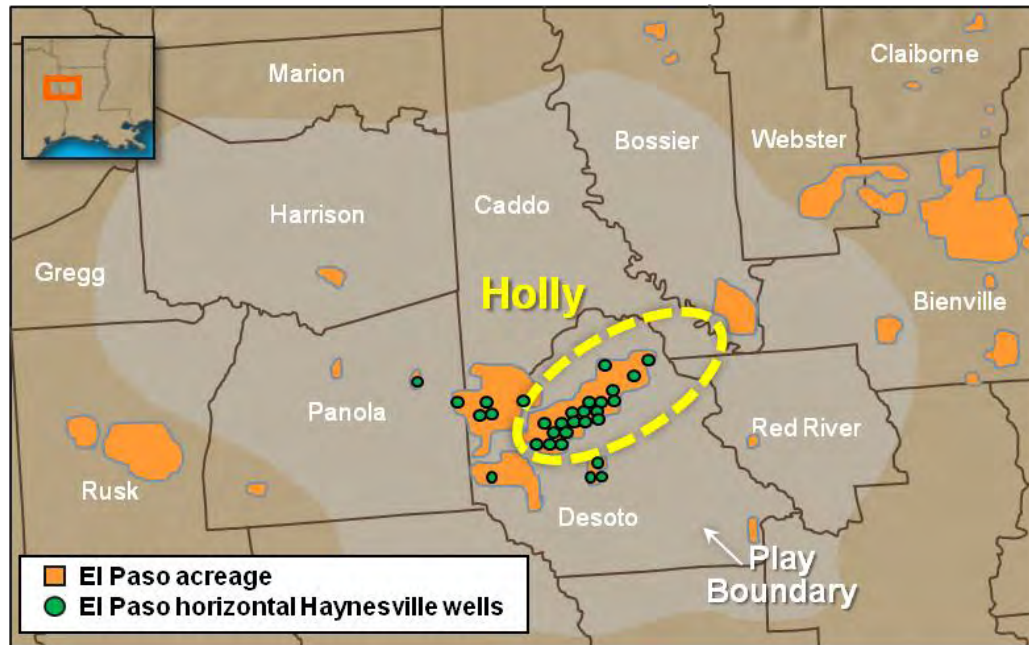 Marion
Claiborne
Bossier
Webster
Harrison
Caddo
Gregg
Holly
Bienville
Panola
Red River
Rusk
Desoto
Play
Boundary
El Paso acreage
El Paso horizontal Haynesville wells